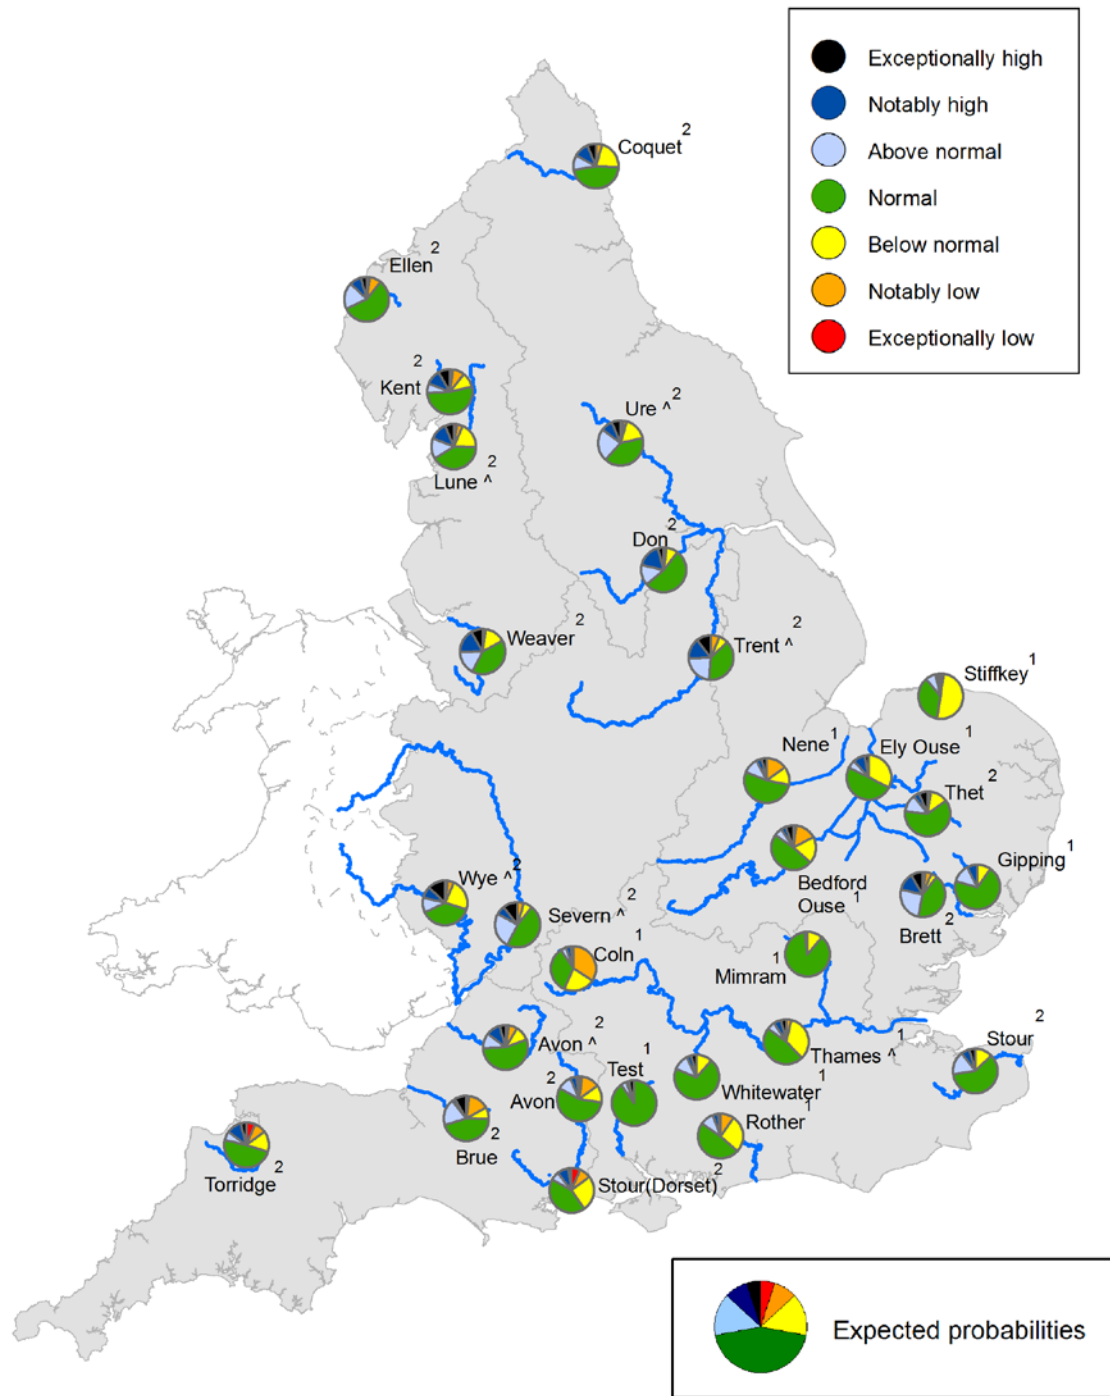 Exceptionally high
Notably high
Above normal
Normal
Below normal
Notably low
Exceptionally low
Coquet 2
Ellen 2
Kent 2
Lune ^ 2
Ure ^ 2
Don 2
Weaver 2
Trent ^ 2
Stiffkey 1
Nene 1
Ely Ouse 1
Thet 2
Gipping 1
Bedford
Ouse 1
Brett 2
Wye ^ 2
Severn ^ 2
Coln 1
Mimram 1
Avon ^ 2
Test 1
Thames ^ 1
Stour 2
Avon 2
Whitewater 1
Rother 2
Brue 2
Torridge 2
Stour(Dorset) 2
Expected probabilities